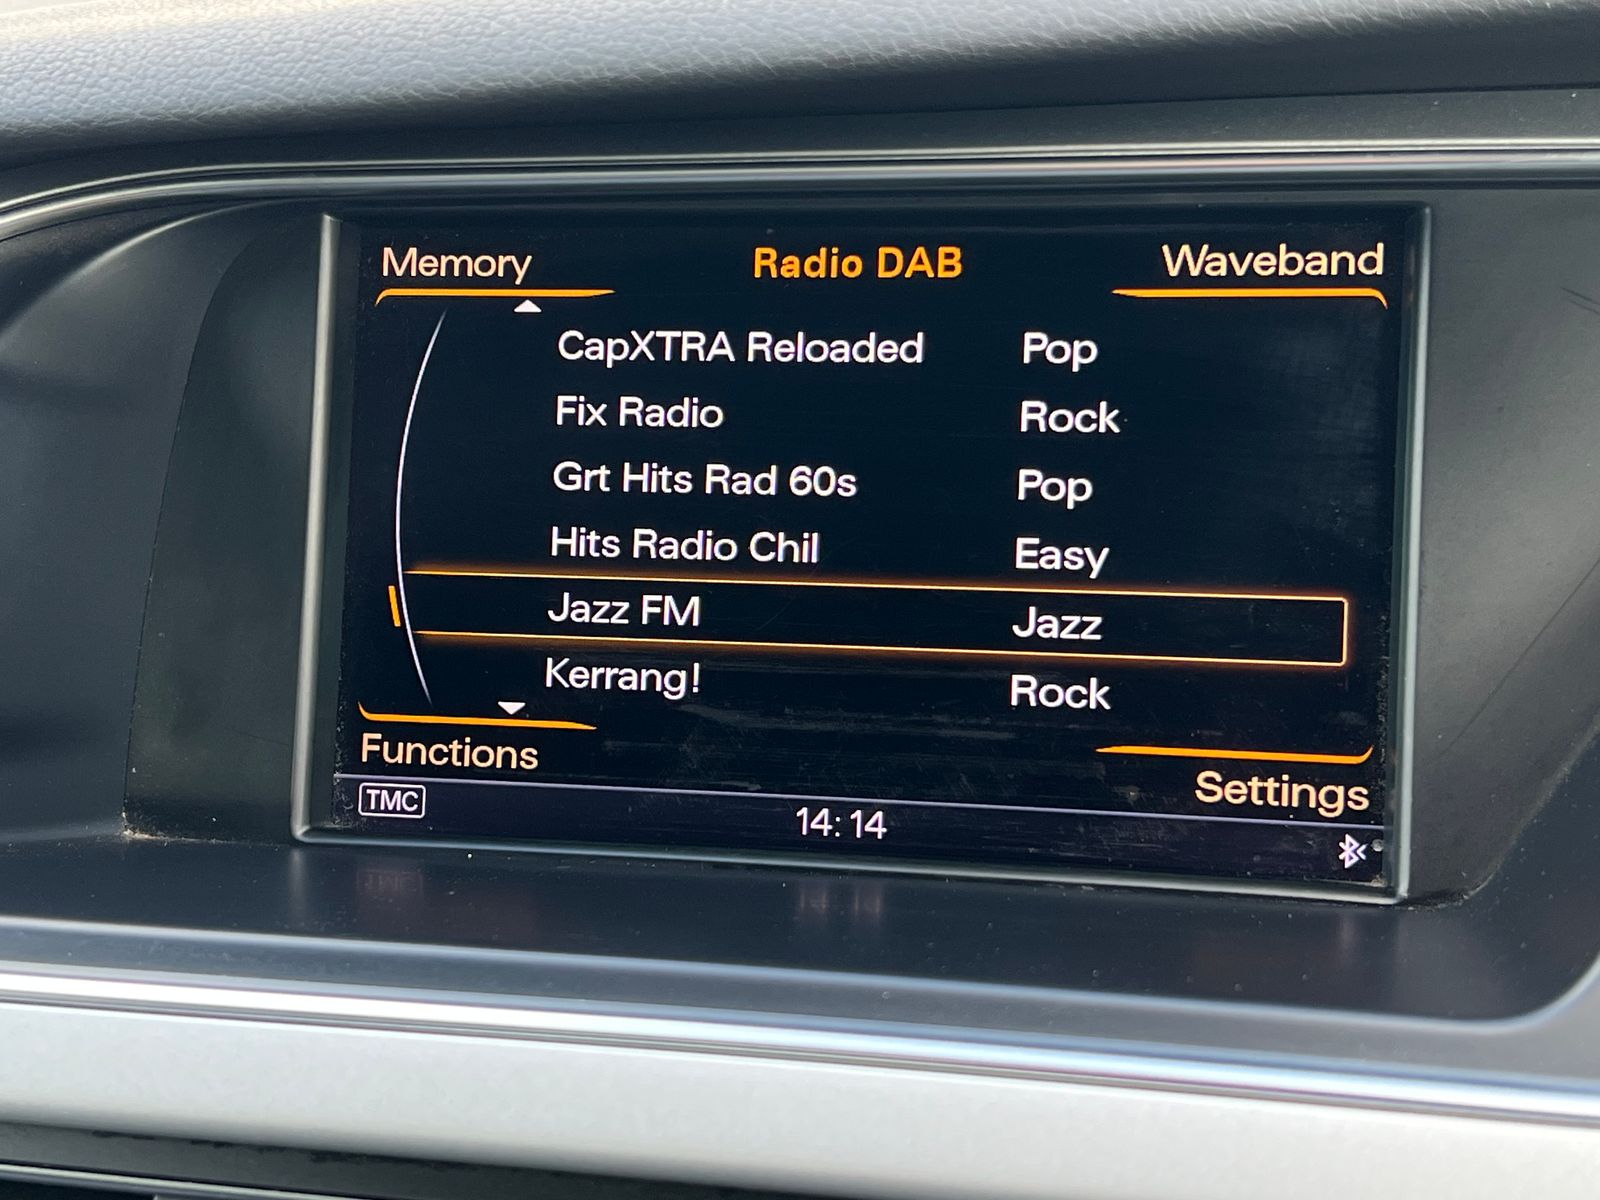 Memory Radio DAB Waveband
CapXTRA Reloaded Pop
Fix Radio Rock
Grt Hits Rad 60s Pop
Hits Radio Chil Easy
Jazz FM Jazz
Kerrang! Rock
Functions Settings
TMC 14:14